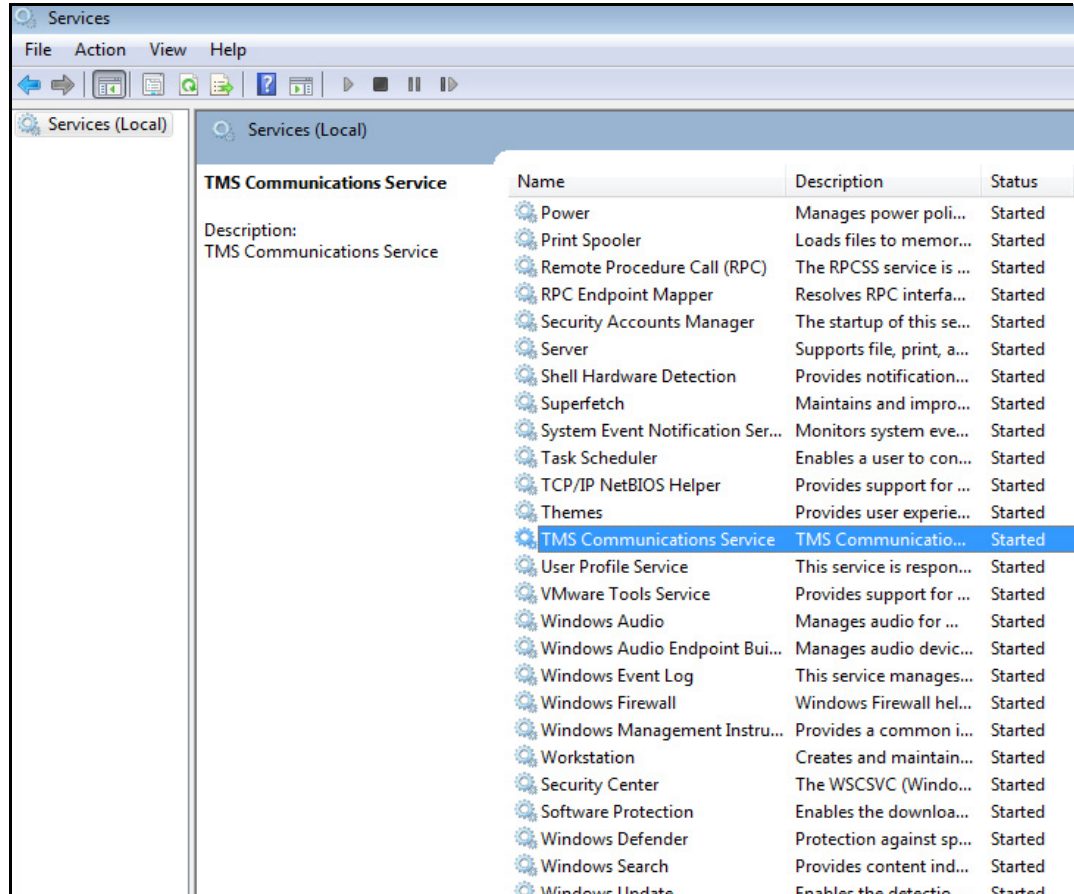 Services
File Action View Help
Services (Local)
Services (Local)
TMS Communications Service
Description:
TMS Communications Service
Name Description Status
Power Manages power poli... Started
Print Spooler Loads files to memor... Started
Remote Procedure Call (RPC) The RPCSS service is ... Started
RPC Endpoint Mapper Resolves RPC interfa... Started
Security Accounts Manager The startup of this se... Started
Server Supports file, print, a... Started
Shell Hardware Detection Provides notification... Started
Superfetch Maintains and impro... Started
System Event Notification Ser... Monitors system eve... Started
Task Scheduler Enables a user to con... Started
TCP/IP NetBIOS Helper Provides support for ... Started
Themes Provides user experie... Started
TMS Communications Service TMS Communicatio... Started
User Profile Service This service is respon... Started
VMware Tools Service Provides support for ... Started
Windows Audio Manages audio for ... Started
Windows Audio Endpoint Bui... Manages audio devic... Started
Windows Event Log This service manages... Started
Windows Firewall Windows Firewall hel... Started
Windows Management Instru... Provides a common i... Started
Workstation Creates and maintain... Started
Security Center The WSCSVC (Windo... Started
Software Protection Enables the downloa... Started
Windows Defender Protection against sp... Started
Windows Search Provides content ind... Started
Windows Update Enables the detectio... Started